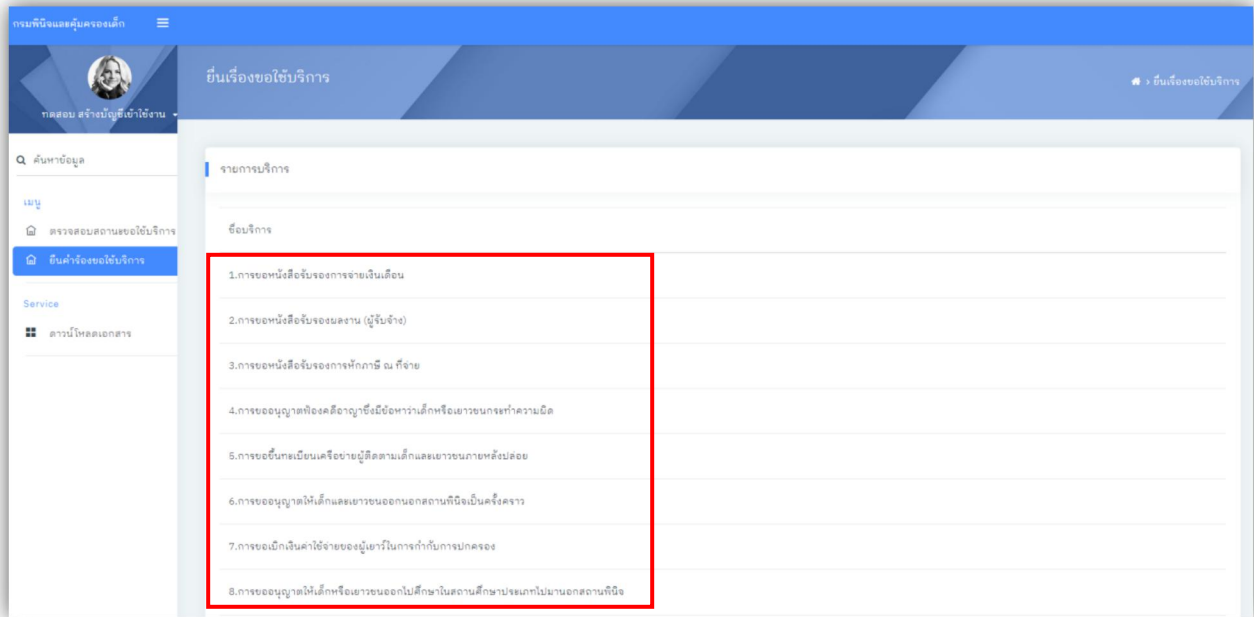 กรมพินิจและคุ้มครองเด็ก
ทดสอบ สร้างบัญชีเข้าใช้งาน
ยื่นเรื่องขอใช้บริการ
› ยื่นเรื่องขอใช้บริการ
ค้นหาข้อมูล
เมนู
ตรวจสอบสถานะขอใช้บริการ
ยื่นคำร้องขอใช้บริการ
Service
ดาวน์โหลดเอกสาร
รายการบริการ
ชื่อบริการ
1.การขอหนังสือรับรองการจ่ายเงินเดือน
2.การขอหนังสือรับรองผลงาน (ผู้รับจ้าง)
3.การขอหนังสือรับรองการหักภาษี ณ ที่จ่าย
4.การขออนุญาตฟ้องคดีอาญาซึ่งมีข้อหาว่าเด็กหรือเยาวชนกระทำความผิด
5.การขอขึ้นทะเบียนเครือข่ายผู้ติดตามเด็กและเยาวชนภายหลังปล่อย
6.การขออนุญาตให้เด็กและเยาวชนออกนอกสถานพินิจเป็นครั้งคราว
7.การขอเบิกเงินค่าใช้จ่ายของผู้เยาว์ในการกำกับการปกครอง
8.การขออนุญาตให้เด็กหรือเยาวชนออกไปศึกษาในสถานศึกษาประเภทไปมานอกสถานพินิจ